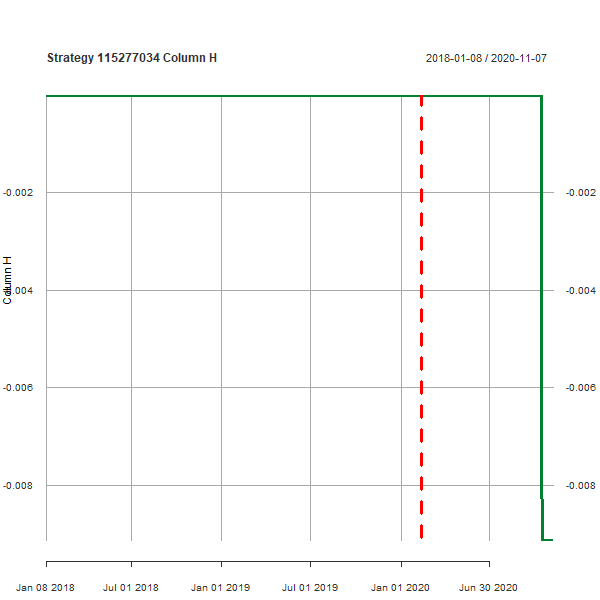 Strategy 115277034 Column H
2018-01-08 / 2020-11-07
-0.002
-0.004
-0.006
-0.008
Column H
-0.002
-0.004
-0.006
-0.008
Jan 08 2018
Jul 01 2018
Jan 01 2019
Jul 01 2019
Jan 01 2020
Jun 30 2020